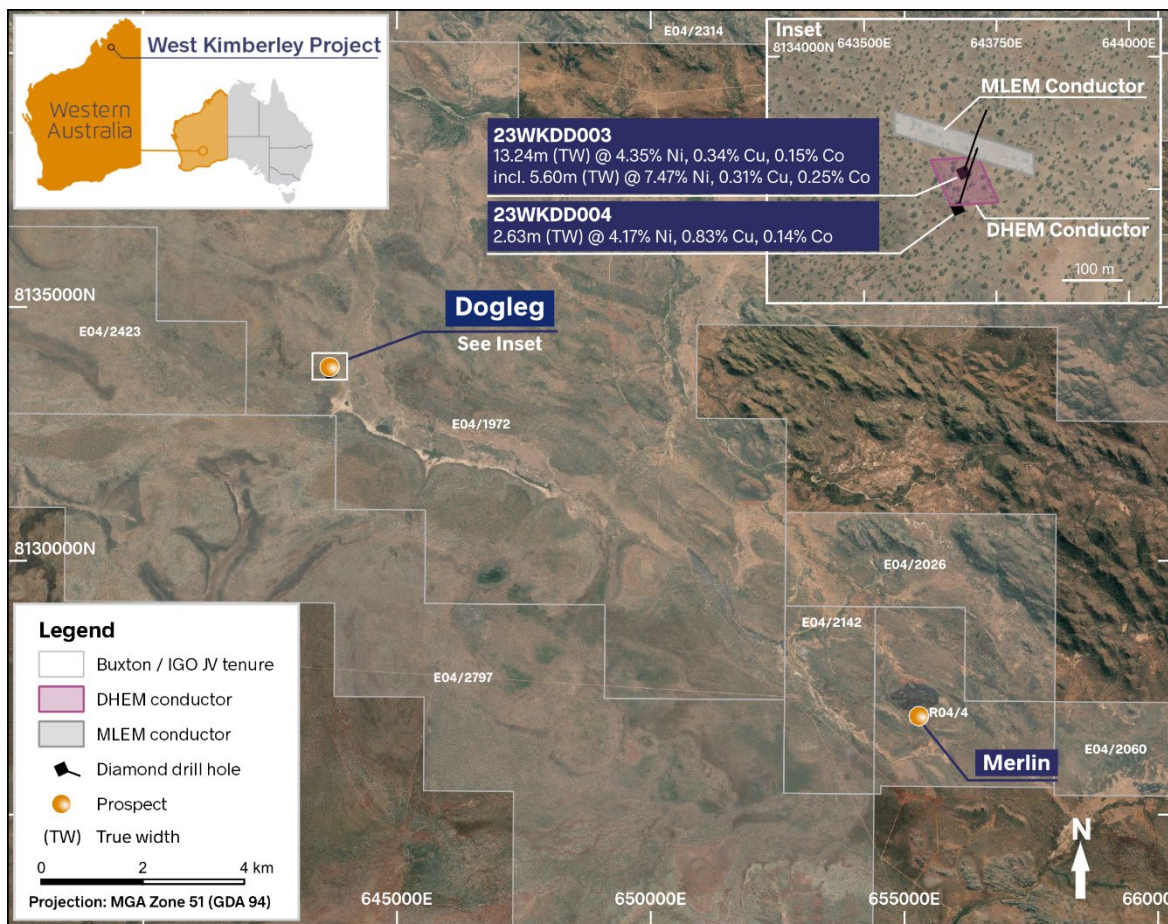 West Kimberley Project
Western
Australia
E04/2314
Inset
643500E
643750E
644000E
8134000N
MLEM Conductor
23WKDD003
13.24m (TW) @ 4.35% Ni, 0.34% Cu, 0.15% Co
incl. 5.60m (TW) @ 7.47% Ni, 0.31% Cu, 0.25% Co
23WKDD004
2.63m (TW) @ 4.17% Ni, 0.83% Cu, 0.14% Co
DHEM Conductor
100 m
8135000N
E04/2423
Dogleg
See Inset
E04/1972
8130000N
E04/2026
E04/2142
E04/2797
R04/4
E04/2060
Merlin
Legend
Buxton / IGO JV tenure
DHEM conductor
MLEM conductor
Diamond drill hole
Prospect
(TW) True width
0 2 4 km
Projection: MGA Zone 51 (GDA 94)
N
645000E
650000E
655000E
66000